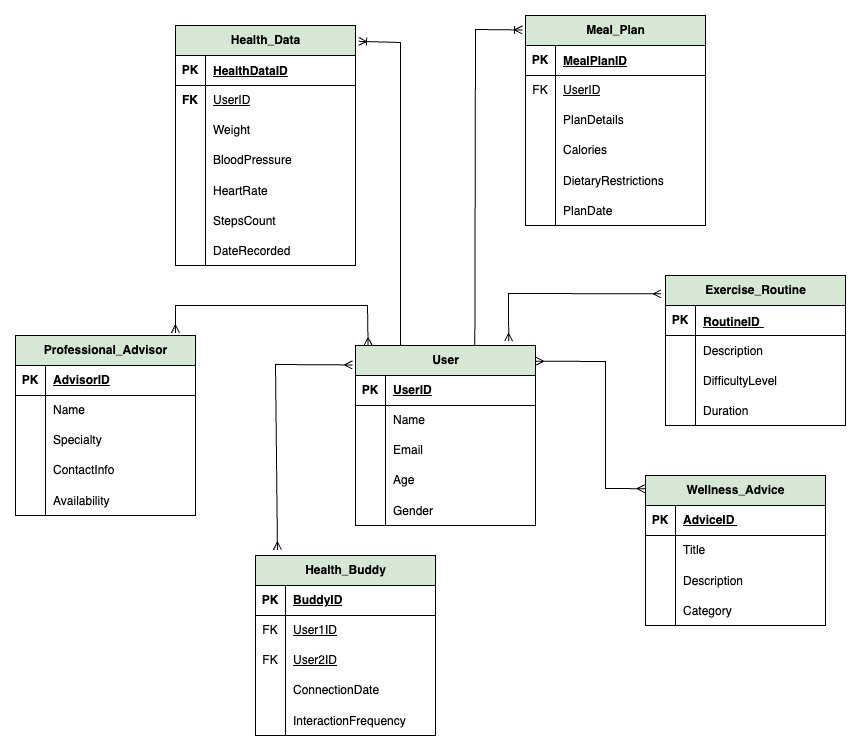 Health_Data
PK HealthDataID
FK UserID
Weight
BloodPressure
HeartRate
StepsCount
DateRecorded
Meal_Plan
PK MealPlanID
FK UserID
PlanDetails
Calories
DietaryRestrictions
PlanDate
Exercise_Routine
PK RoutineID
Description
DifficultyLevel
Duration
Professional_Advisor
PK AdvisorID
Name
Specialty
ContactInfo
Availability
User
PK UserID
Name
Email
Age
Gender
Wellness_Advice
PK AdviceID
Title
Description
Category
Health_Buddy
PK BuddyID
FK User1ID
FK User2ID
ConnectionDate
InteractionFrequency